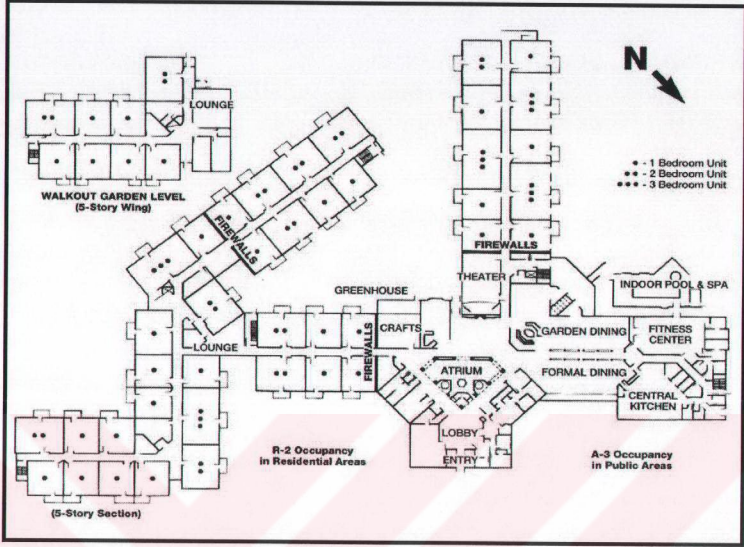 N
LOUNGE
• - 1 Bedroom Unit
•• - 2 Bedroom Unit
••• - 3 Bedroom Unit
WALKOUT GARDEN LEVEL
(5-Story Wing)
FIREWALLS
FIREWALLS
THEATER
GREENHOUSE
INDOOR POOL & SPA
CRAFTS
GARDEN DINING
FITNESS
CENTER
LOUNGE
FIREWALLS
ATRIUM
FORMAL DINING
CENTRAL
KITCHEN
LOBBY
R-2 Occupancy
in Residential Areas
A-3 Occupancy
in Public Areas
ENTRY
(5-Story Section)